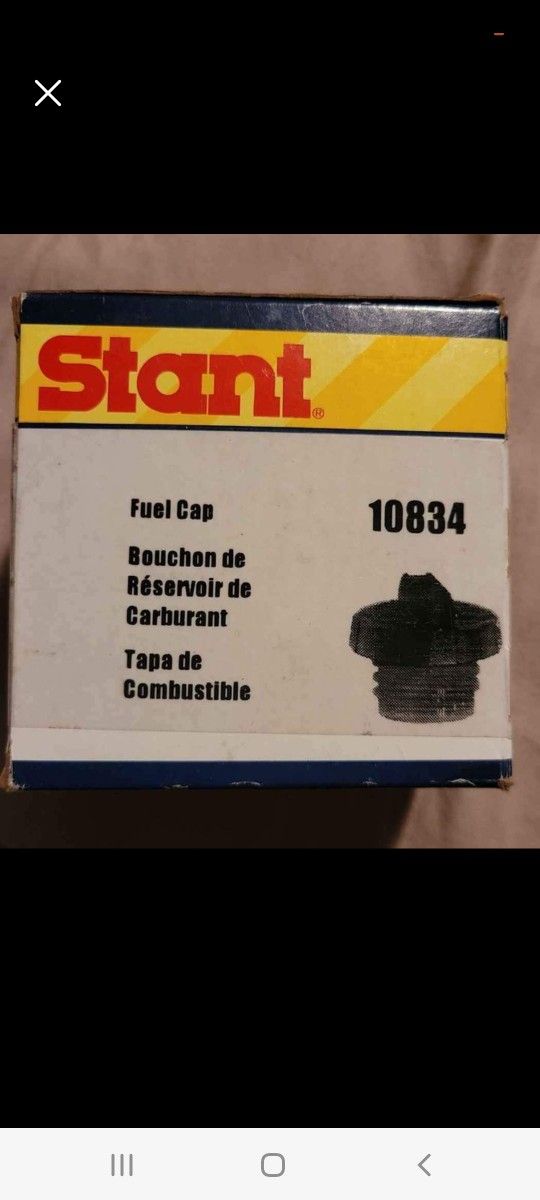 Stant®
Fuel Cap
10834
Bouchon de
Réservoir de
Carburant
Tapa de
Combustible